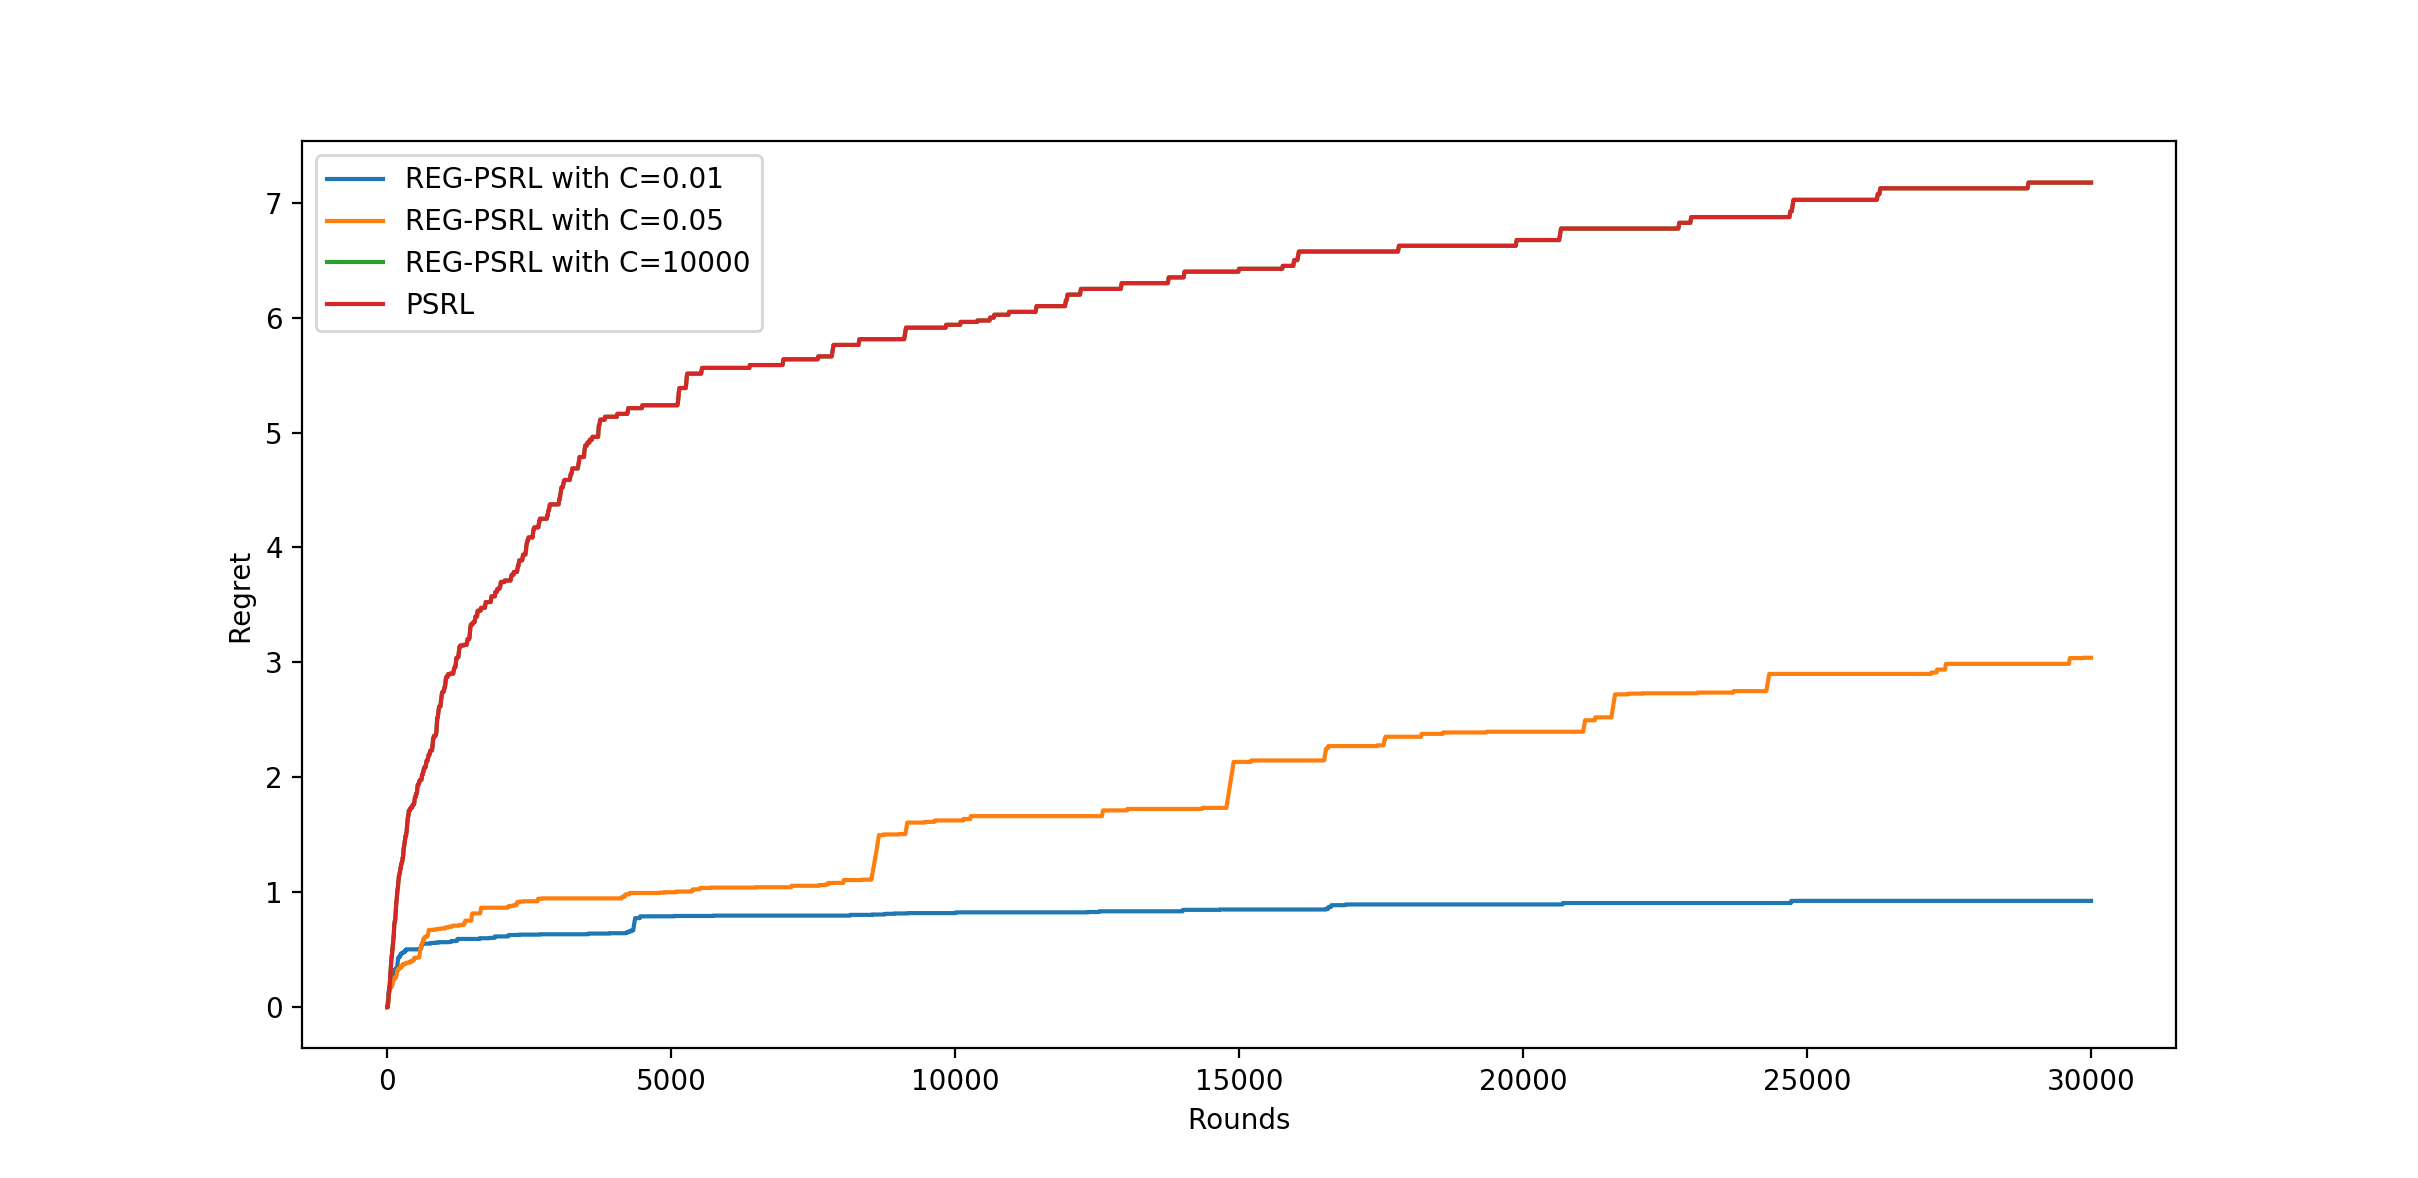 REG-PSRL with C=0.01
REG-PSRL with C=0.05
REG-PSRL with C=10000
PSRL
7
6
5
4
3
2
1
0
Regret
0 5000 10000 15000 20000 25000 30000
Rounds